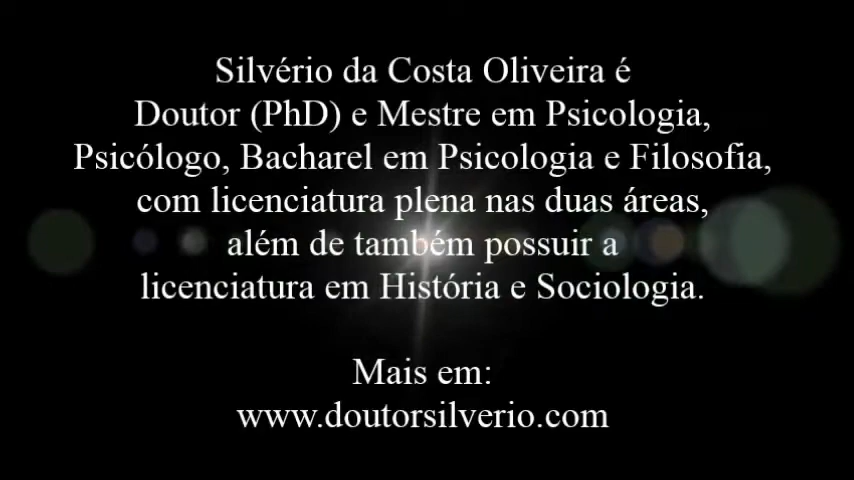 Silvério da Costa Oliveira é
Doutor (PhD) e Mestre em Psicologia,
Psicólogo, Bacharel em Psicologia e Filosofia,
com licenciatura plena nas duas áreas,
além de também possuir a
licenciatura em História e Sociologia.
Mais em:
www.doutorsilverio.com